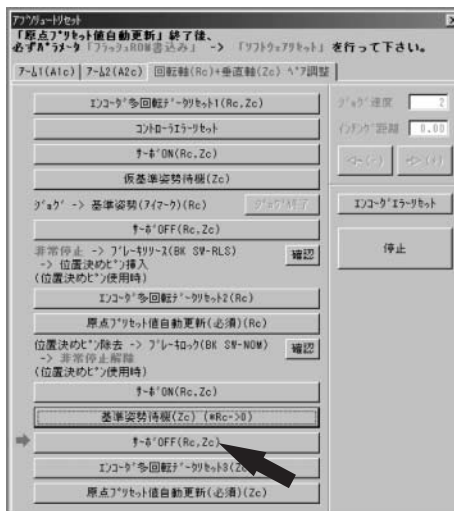 アブソリュートリセット
「原点プリセット値自動更新」終了後、
必ずパラメータ「フラッシュROM書込み」 -> 「ソフトウェアリセット」を行って下さい。
アーム1(A1c) アーム2(A2c) 回転軸(Rc)+垂直軸(Zc) ペア調整
エンコーダ多回転データリセット1(Rc,Zc)
コントローラエラーリセット
サーボON(Rc,Zc)
仮基準姿勢待機(Zc)
ジョグ -> 基準姿勢(アイマーク)(Rc)
ジョグ終了
サーボOFF(Rc,Zc)
非常停止 -> ブレーキリリース(BK SW-RLS)
-> 位置決めピン挿入
(位置決めピン使用時)
確認
エンコーダ多回転データリセット2(Rc)
原点プリセット値自動更新(必須)(Rc)
位置決めピン除去 -> ブレーキロック(BK SW-NOM)
-> 非常停止解除
(位置決めピン使用時)
確認
サーボON(Rc,Zc)
基準姿勢待機(Zc) (*Rc->0)
サーボOFF(Rc,Zc)
エンコーダ多回転データリセット3(Zc)
原点プリセット値自動更新(必須)(Zc)
ジョグ速度 2
インチング距離 0.00
<-(-) ->(+)
エンコーダエラーリセット
停止